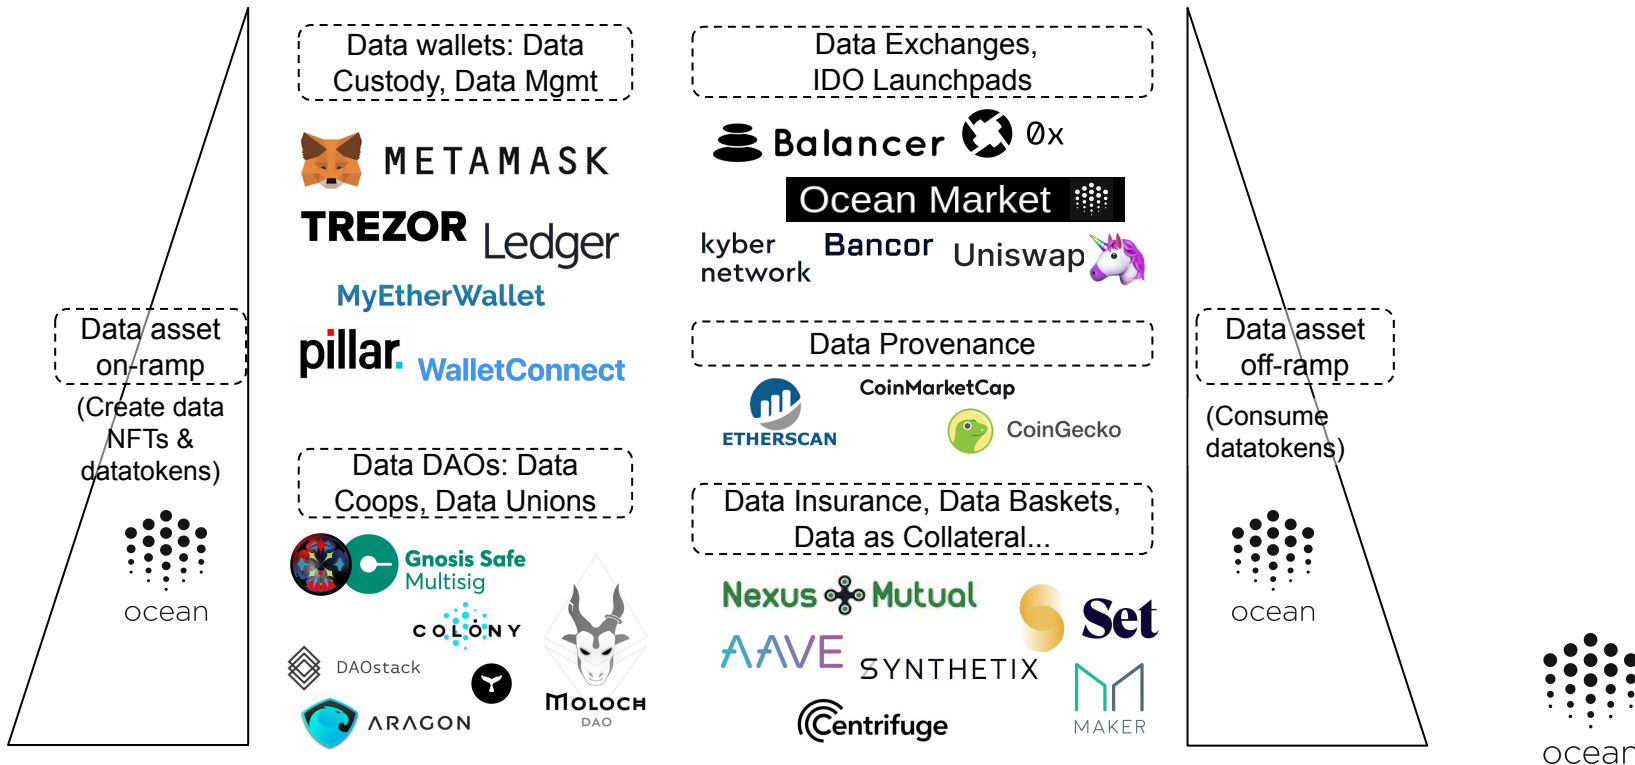 Data asset
on-ramp
(Create data
NFTs &
datatokens)
ocean
Data wallets: Data
Custody, Data Mgmt
METAMASK
TREZOR
Ledger
MyEtherWallet
pillar.
WalletConnect
Data DAOs: Data
Coops, Data Unions
Gnosis Safe
Multisig
COLONY
DAOstack
ARAGON
MOLOCH
DAO
Data Exchanges,
IDO Launchpads
Balancer
0x
Ocean Market
kyber
network
Bancor
Uniswap
Data Provenance
ETHERSCAN
CoinMarketCap
CoinGecko
Data Insurance, Data Baskets,
Data as Collateral...
Nexus Mutual
Set
AAVE
SYNTHETIX
Centrifuge
MAKER
Data asset
off-ramp
(Consume
datatokens)
ocean
ocean